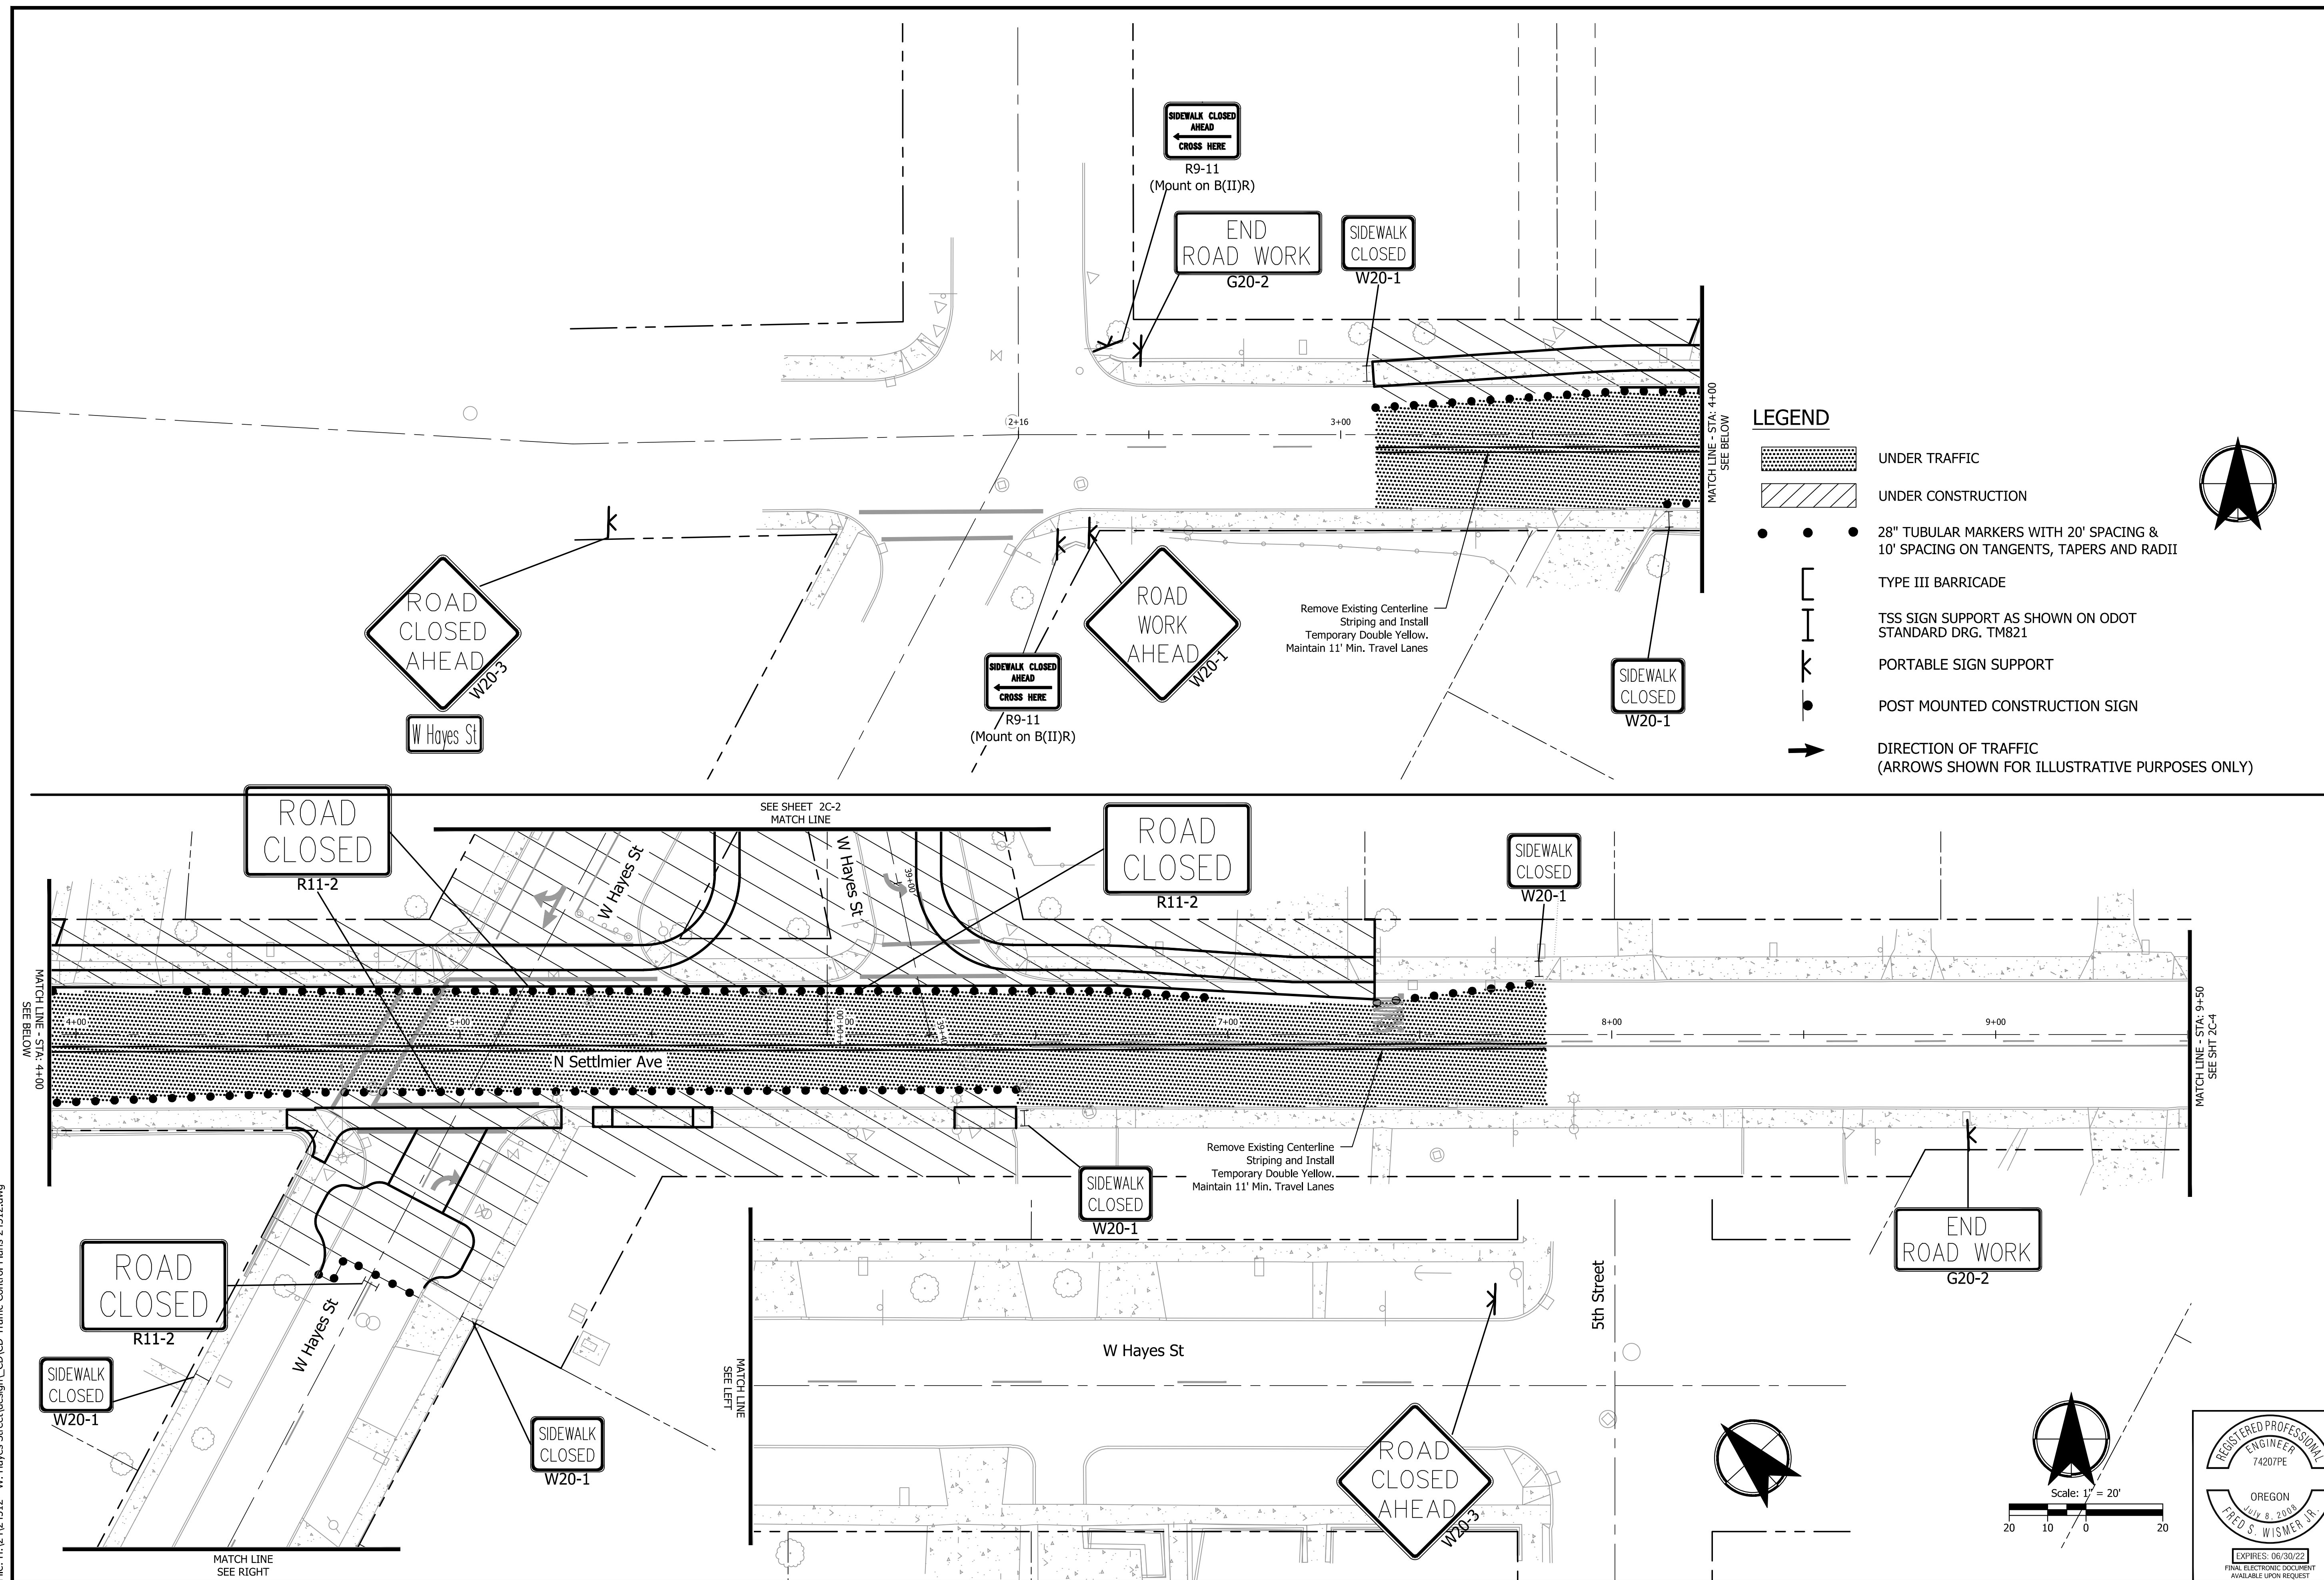 SIDEWALK CLOSED
AHEAD
CROSS HERE
R9-11
(Mount on B(II)R)
END
ROAD WORK
G20-2
SIDEWALK
CLOSED
W20-1
2+16
3+00
MATCH LINE - STA: 4+00
SEE BELOW
ROAD
CLOSED
AHEAD
W20-3
W Hayes St
SIDEWALK CLOSED
AHEAD
CROSS HERE
R9-11
(Mount on B(II)R)
ROAD
WORK
AHEAD
W20-1
Remove Existing Centerline
Striping and Install
Temporary Double Yellow.
Maintain 11' Min. Travel Lanes
SIDEWALK
CLOSED
W20-1
LEGEND
UNDER TRAFFIC
UNDER CONSTRUCTION
28" TUBULAR MARKERS WITH 20' SPACING &
10' SPACING ON TANGENTS, TAPERS AND RADII
TYPE III BARRICADE
TSS SIGN SUPPORT AS SHOWN ON ODOT
STANDARD DRG. TM821
PORTABLE SIGN SUPPORT
POST MOUNTED CONSTRUCTION SIGN
DIRECTION OF TRAFFIC
(ARROWS SHOWN FOR ILLUSTRATIVE PURPOSES ONLY)
ROAD
CLOSED
R11-2
SEE SHEET 2C-2
MATCH LINE
W Hayes St
W Hayes St
39+00
ROAD
CLOSED
R11-2
SIDEWALK
CLOSED
W20-1
MATCH LINE - STA: 4+00
SEE BELOW
4+00
5+00
7+00
8+00
9+00
N Settlmier Ave
MATCH LINE - STA: 9+50
SEE SHT 2C-4
Remove Existing Centerline
Striping and Install
Temporary Double Yellow.
Maintain 11' Min. Travel Lanes
SIDEWALK
CLOSED
W20-1
END
ROAD WORK
G20-2
ROAD
CLOSED
R11-2
W Hayes St
SIDEWALK
CLOSED
W20-1
SIDEWALK
CLOSED
W20-1
MATCH LINE
SEE RIGHT
MATCH LINE
SEE LEFT
W Hayes St
5th Street
ROAD
CLOSED
AHEAD
W20-3
Scale: 1" = 20'
20 10 0 20
REGISTERED PROFESSIONAL
ENGINEER
74207PE
OREGON
July 8, 2008
FRED S. WISMER JR.
EXPIRES: 06/30/22
FINAL ELECTRONIC DOCUMENT
AVAILABLE UPON REQUEST